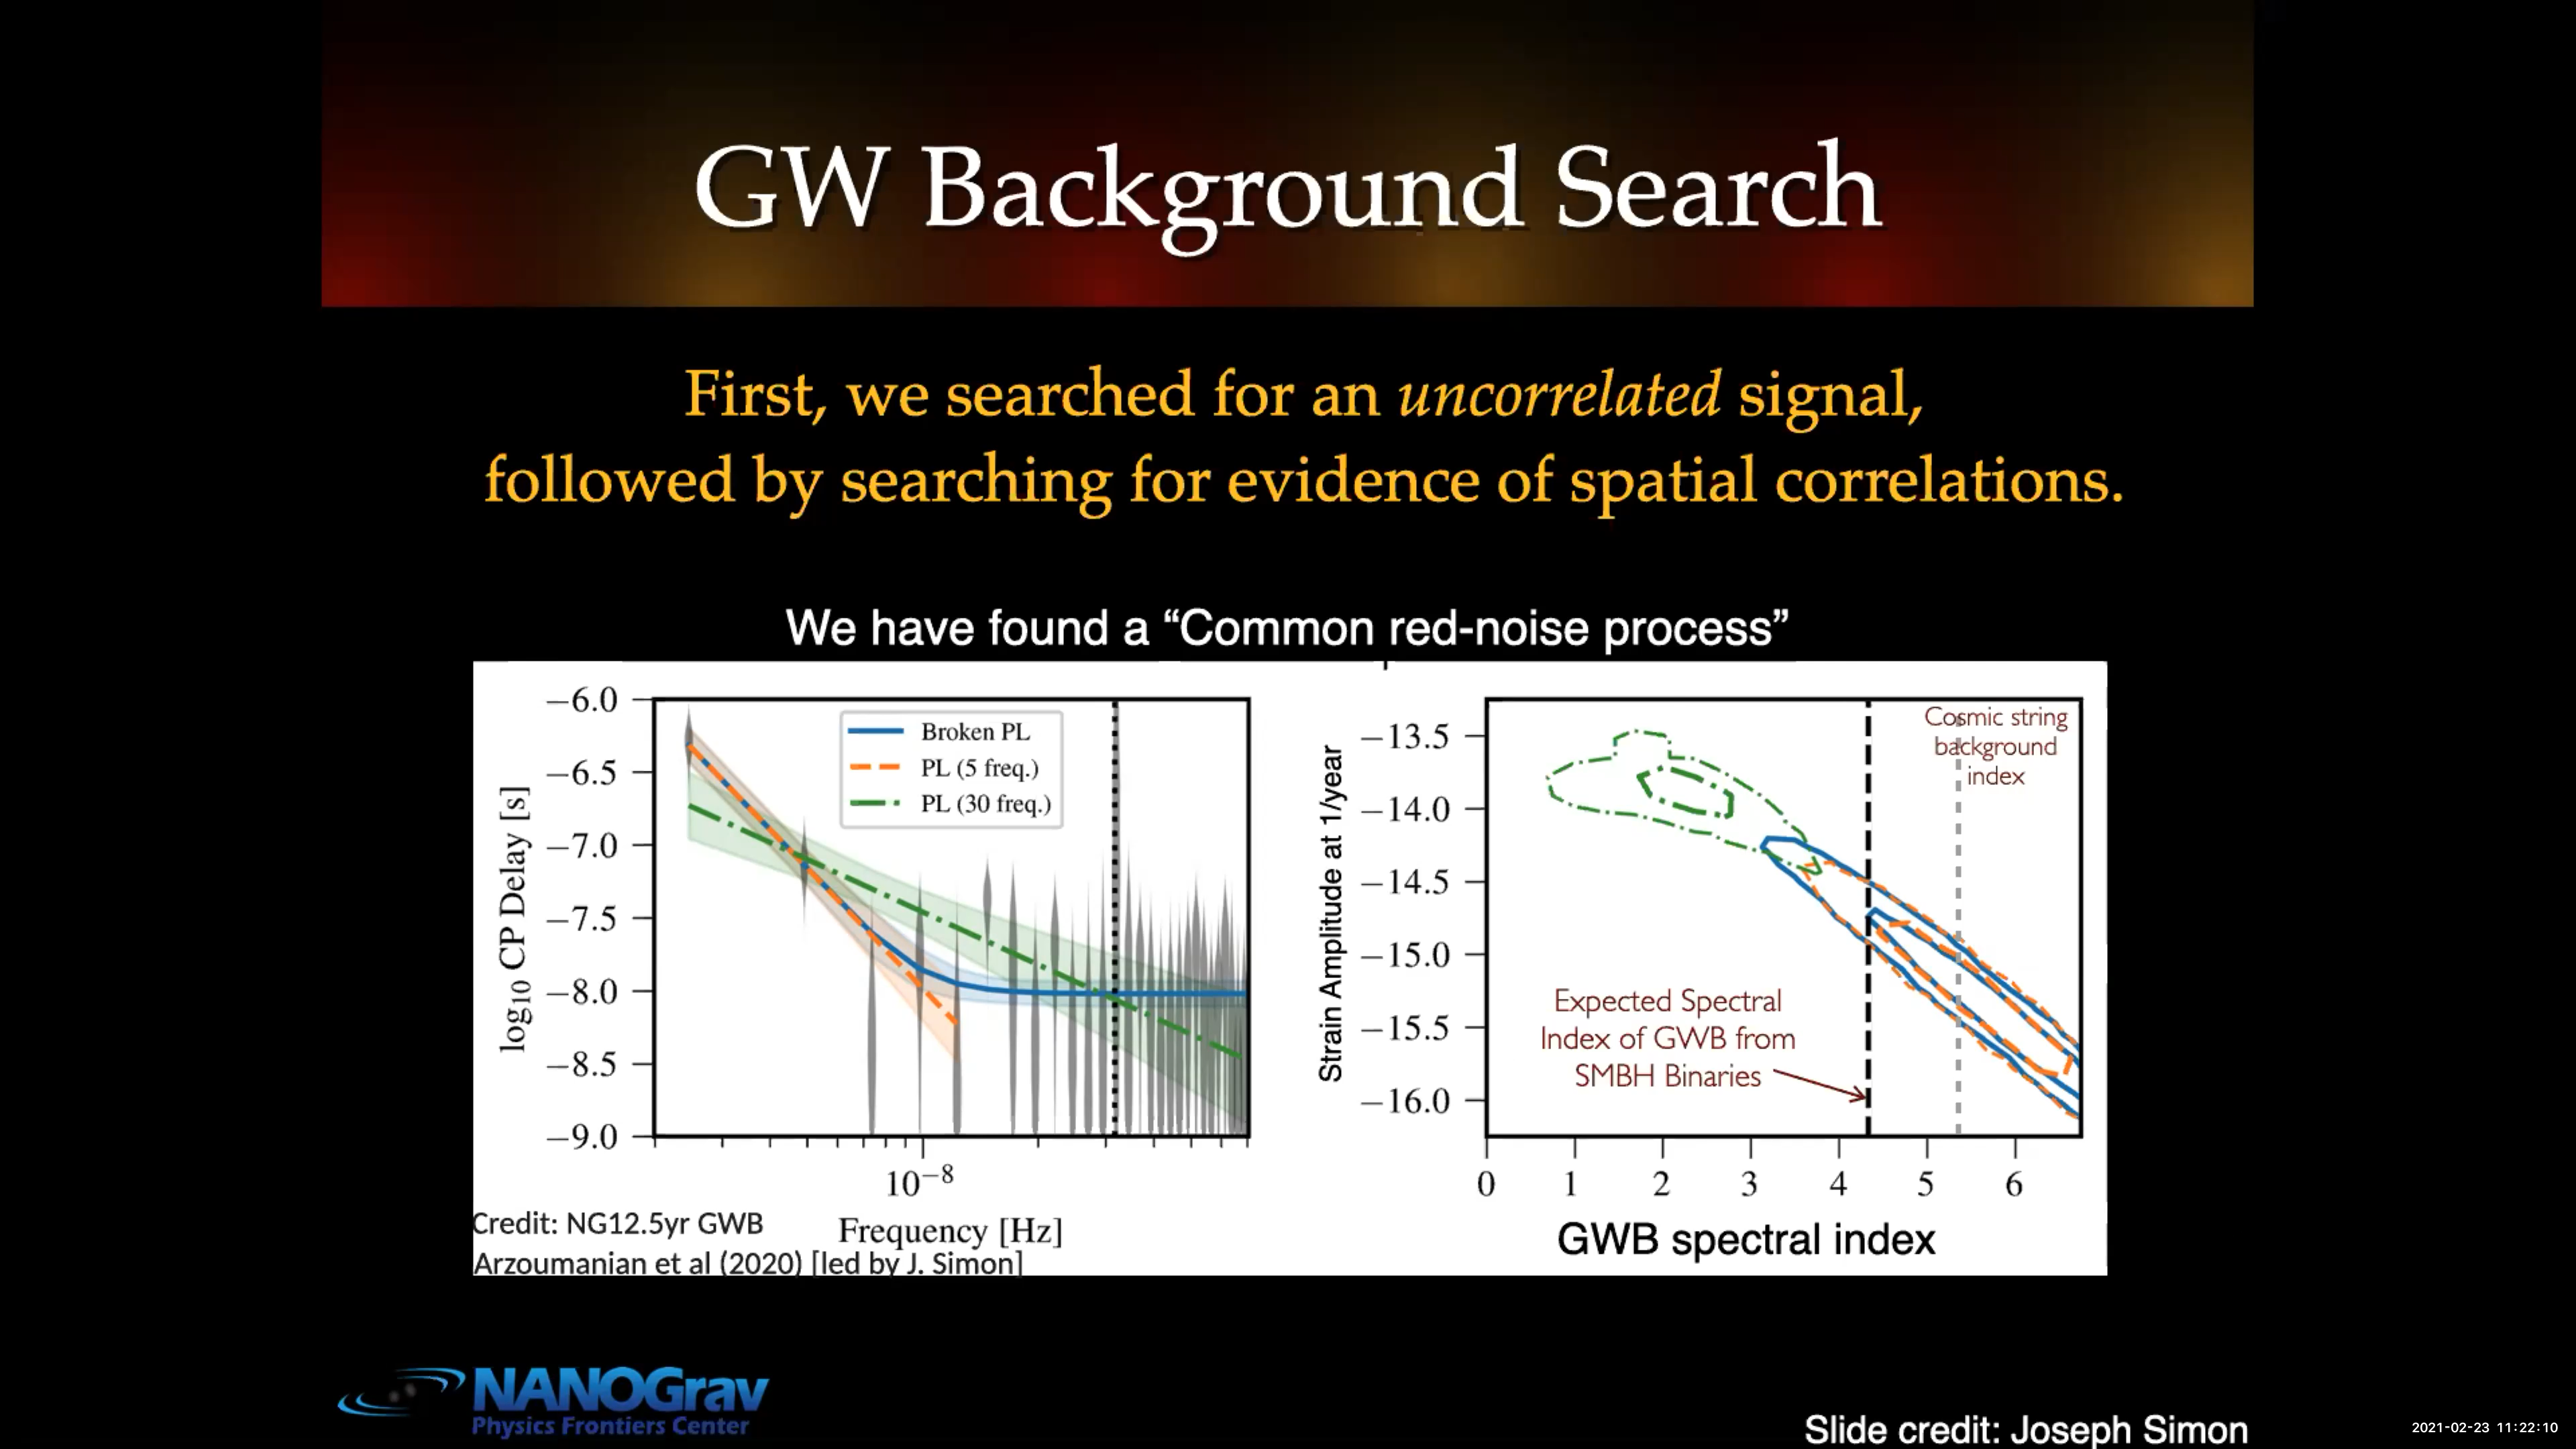 GW Background Search
First, we searched for an uncorrelated signal,
followed by searching for evidence of spatial correlations.
We have found a “Common red-noise process”
−6.0
−6.5
−7.0
−7.5
−8.0
−8.5
−9.0
log10 CP Delay [s]
Broken PL
PL (5 freq.)
PL (30 freq.)
10−8
Frequency [Hz]
Credit: NG12.5yr GWB
Arzoumanian et al (2020) [led by J. Simon]
−13.5
−14.0
−14.5
−15.0
−15.5
−16.0
Strain Amplitude at 1/year
Cosmic string
background
index
Expected Spectral
Index of GWB from
SMBH Binaries
0 1 2 3 4 5 6
GWB spectral index
NANOGrav
Physics Frontiers Center
Slide credit: Joseph Simon
2021-02-23 11:22:10